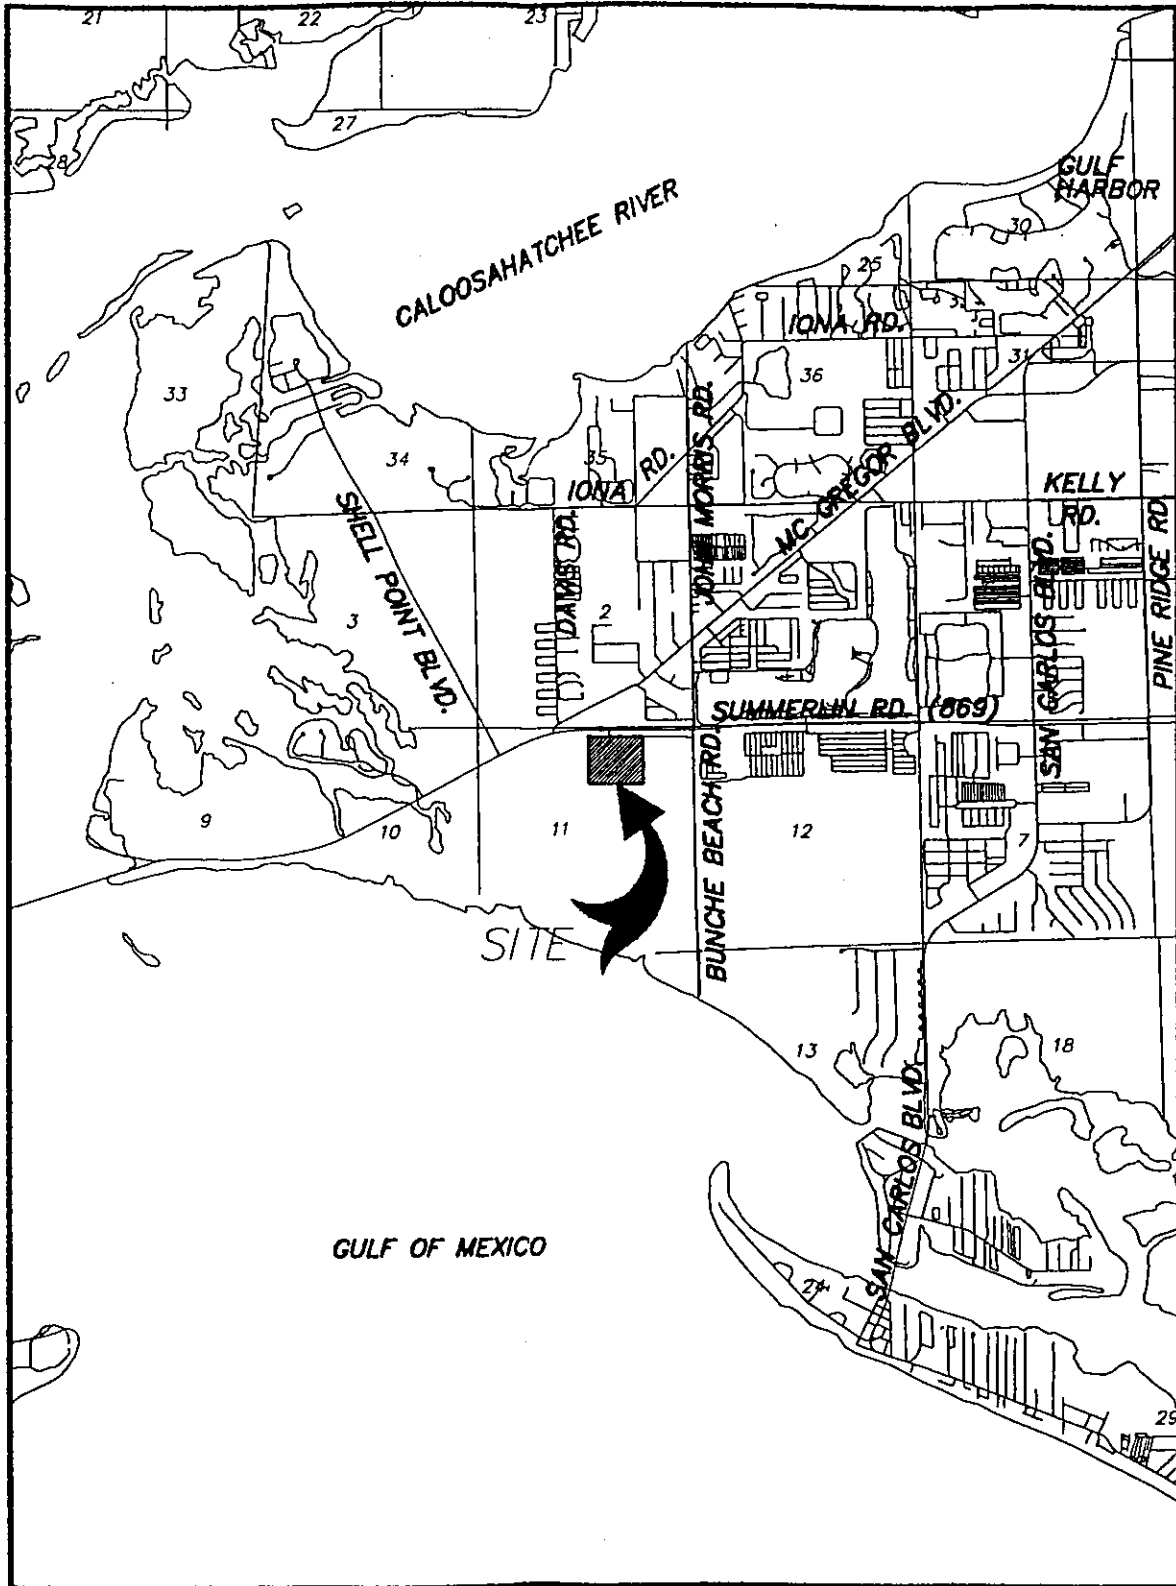 21
22
23
27
28
GULF
HARBOR
CALOOSAHATCHEE RIVER
30
25
IONA RD.
31
33
36
JOHN MORRIS RD.
MC GREGOR BLVD.
34
35
IONA RD.
KELLY
RD.
SHELL POINT BLVD.
DAVIS RD.
SAN CARLOS BLVD.
PINE RIDGE RD.
3
2
SUMMERLIN RD. (869)
BUNCHE BEACH RD.
9
10
11
12
7
SITE
13
18
SAN CARLOS BLVD.
GULF OF MEXICO
24
29